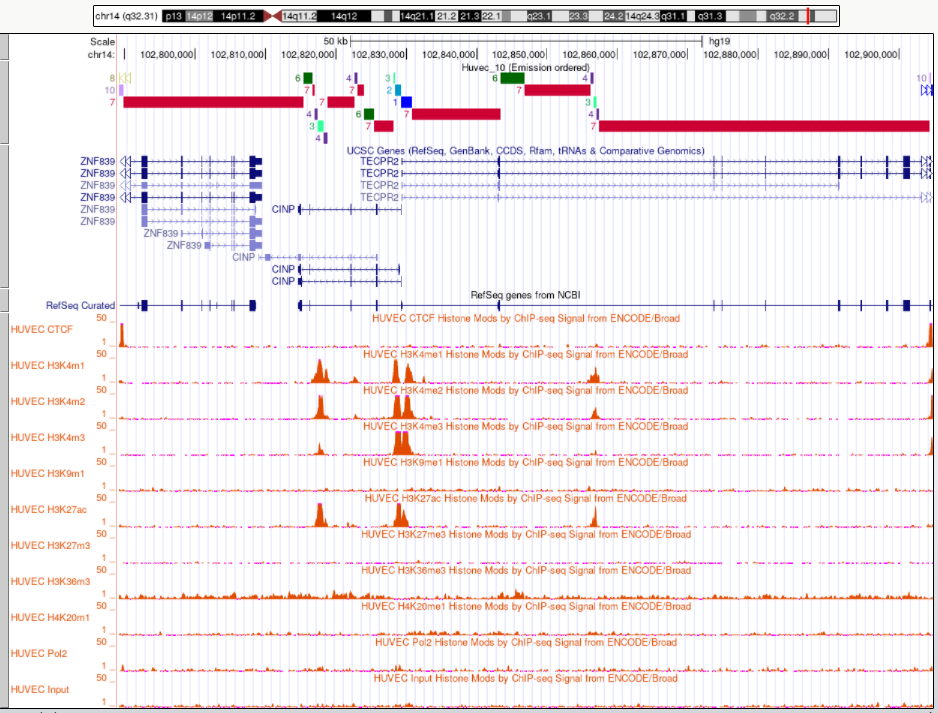 chr14 (q32.31) p13 14p12 14p11.2 14q11.2 14q12 14q21.1 21.2 21.3 22.1 q23.1 23.3 24.2 14q24.3 q31.1 q31.3 q32.2
Scale 50 kb hg19
chr14: 102,800,000 102,810,000 102,820,000 102,830,000 102,840,000 102,850,000 102,860,000 102,870,000 102,880,000 102,890,000 102,900,000
Huvec_10 (Emission ordered)
8 6 4 3 6 4 10
10 7 7 2 7
7 7 1 3
4 6 7 4
3 7 7
4
UCSC Genes (RefSeq, GenBank, CCDS, Rfam, tRNAs & Comparative Genomics)
ZNF839 TECPR2
ZNF839 TECPR2
ZNF839 TECPR2
ZNF839 TECPR2
ZNF839 CINP
ZNF839
ZNF839
ZNF839
CINP
CINP
CINP
RefSeq genes from NCBI
RefSeq Curated
HUVEC CTCF Histone Mods by ChIP-seq Signal from ENCODE/Broad
50
HUVEC CTCF
1
HUVEC H3K4me1 Histone Mods by ChIP-seq Signal from ENCODE/Broad
50
HUVEC H3K4m1
1
HUVEC H3K4me2 Histone Mods by ChIP-seq Signal from ENCODE/Broad
50
HUVEC H3K4m2
1
HUVEC H3K4me3 Histone Mods by ChIP-seq Signal from ENCODE/Broad
50
HUVEC H3K4m3
1
HUVEC H3K9me1 Histone Mods by ChIP-seq Signal from ENCODE/Broad
50
HUVEC H3K9m1
1
HUVEC H3K27ac Histone Mods by ChIP-seq Signal from ENCODE/Broad
50
HUVEC H3K27ac
1
HUVEC H3K27me3 Histone Mods by ChIP-seq Signal from ENCODE/Broad
50
HUVEC H3K27m3
1
HUVEC H3K36me3 Histone Mods by ChIP-seq Signal from ENCODE/Broad
50
HUVEC H3K36m3
1
HUVEC H4K20me1 Histone Mods by ChIP-seq Signal from ENCODE/Broad
50
HUVEC H4K20m1
1
HUVEC Pol2 Histone Mods by ChIP-seq Signal from ENCODE/Broad
50
HUVEC Pol2
1
HUVEC Input Histone Mods by ChIP-seq Signal from ENCODE/Broad
50
HUVEC Input
1